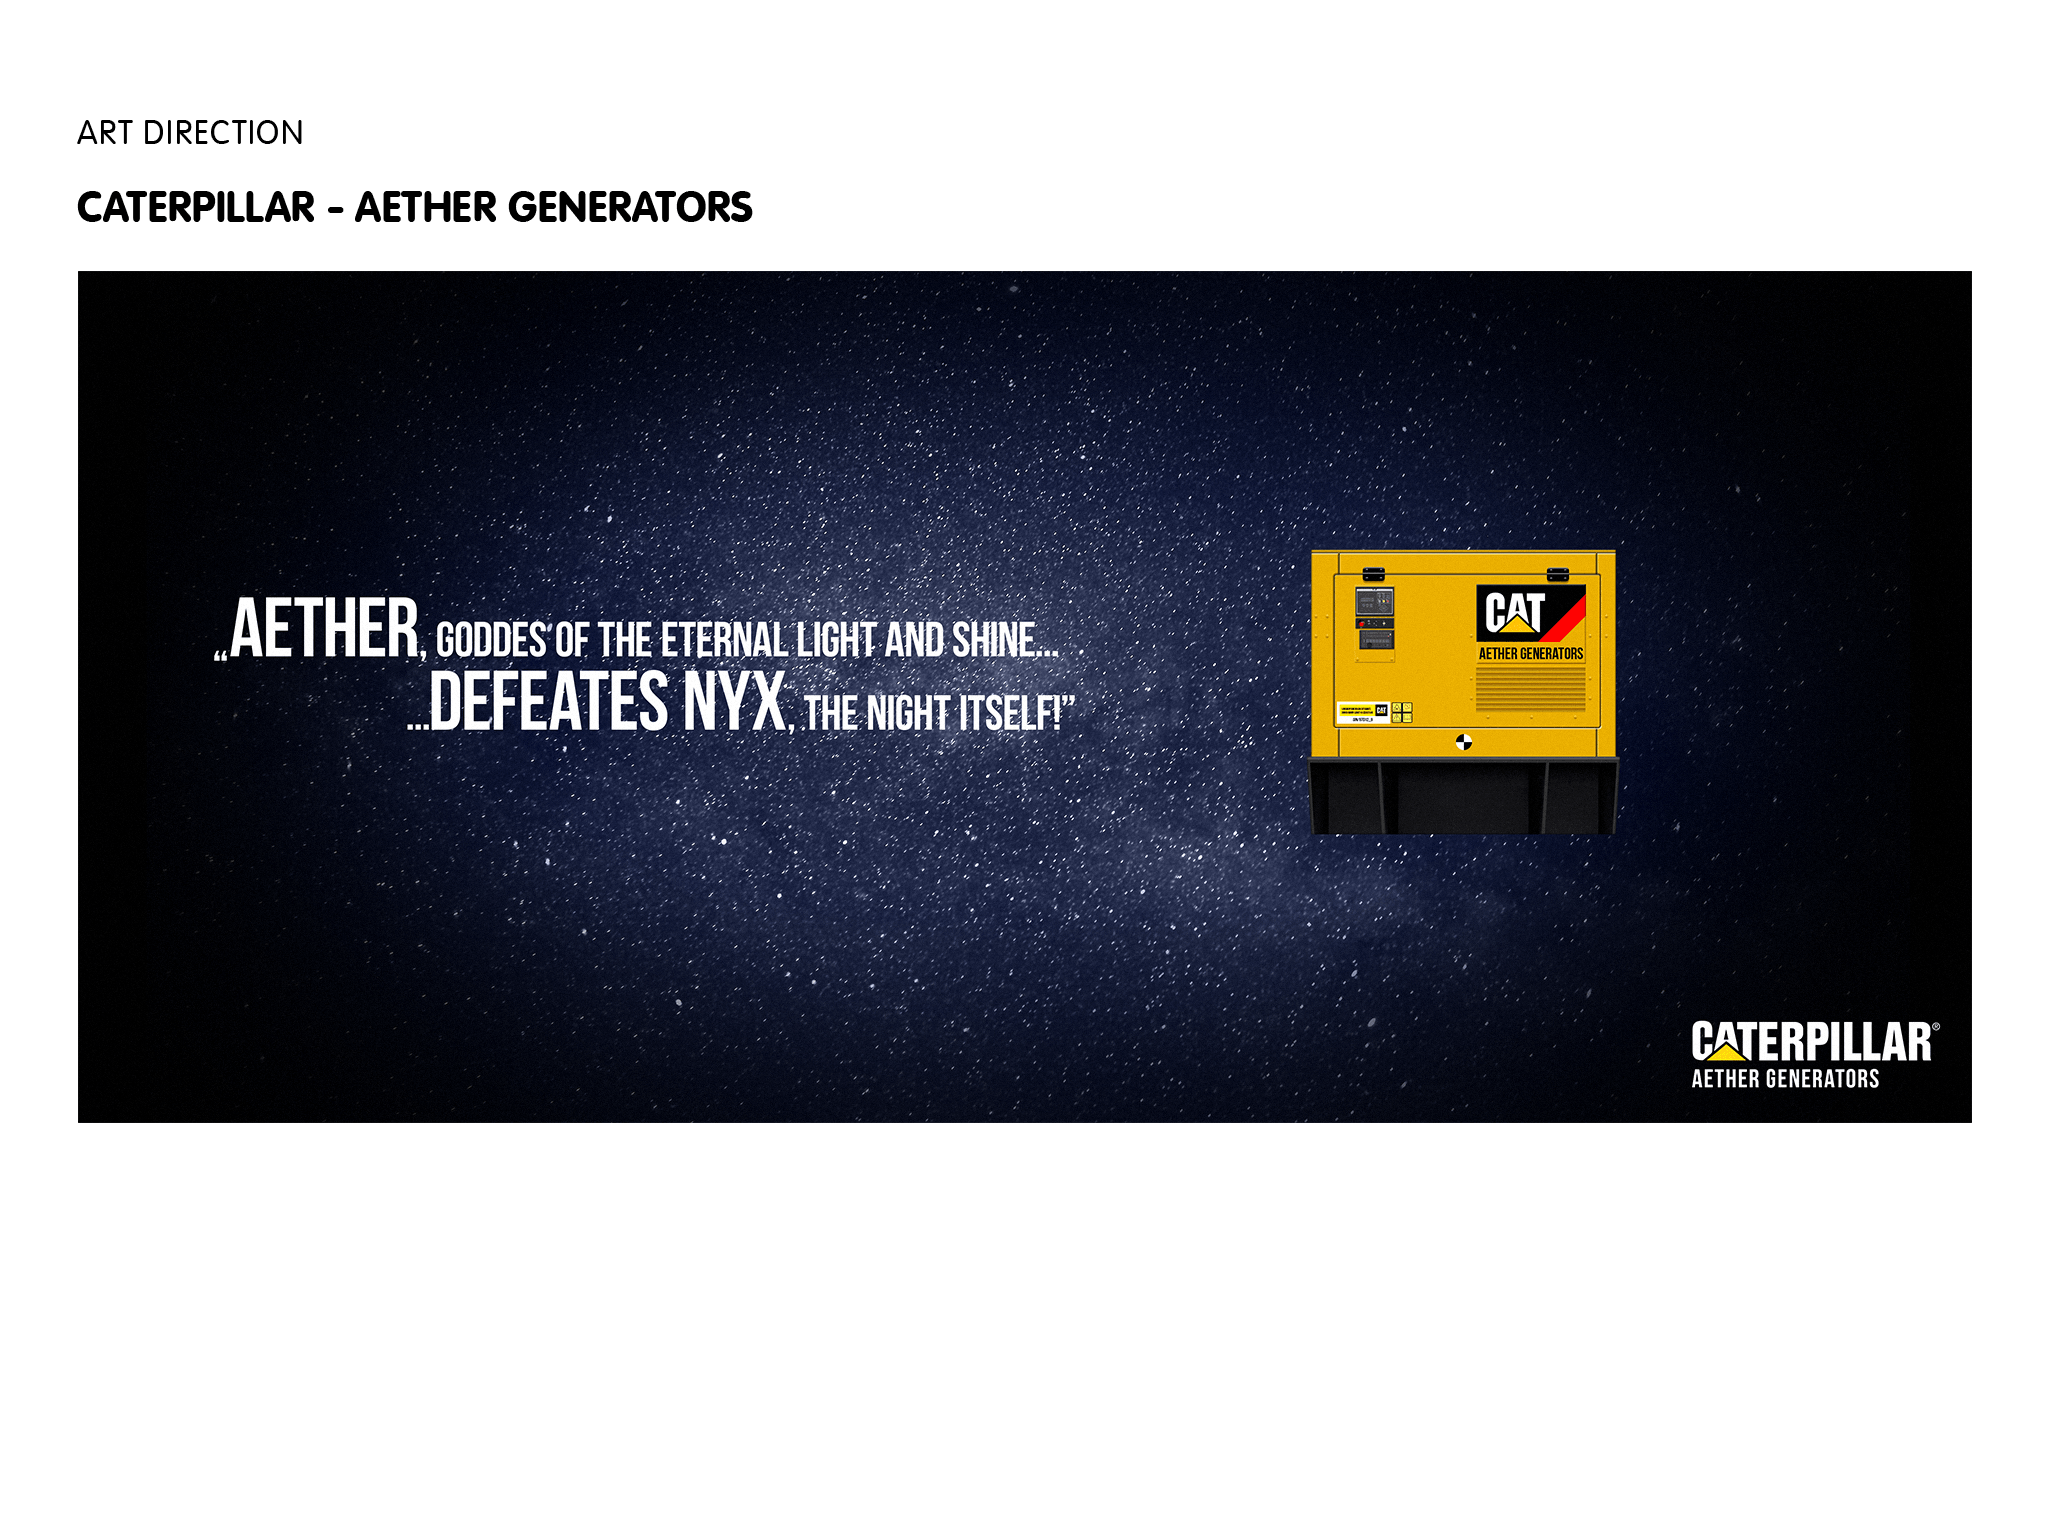 ART DIRECTION
CATERPILLAR – AETHER GENERATORS
„AETHER, GODDES OF THE ETERNAL LIGHT AND SHINE...
...DEFEATES NYX, THE NIGHT ITSELF!”
CAT
AETHER GENERATORS
CAT
CATERPILLAR®
AETHER GENERATORS